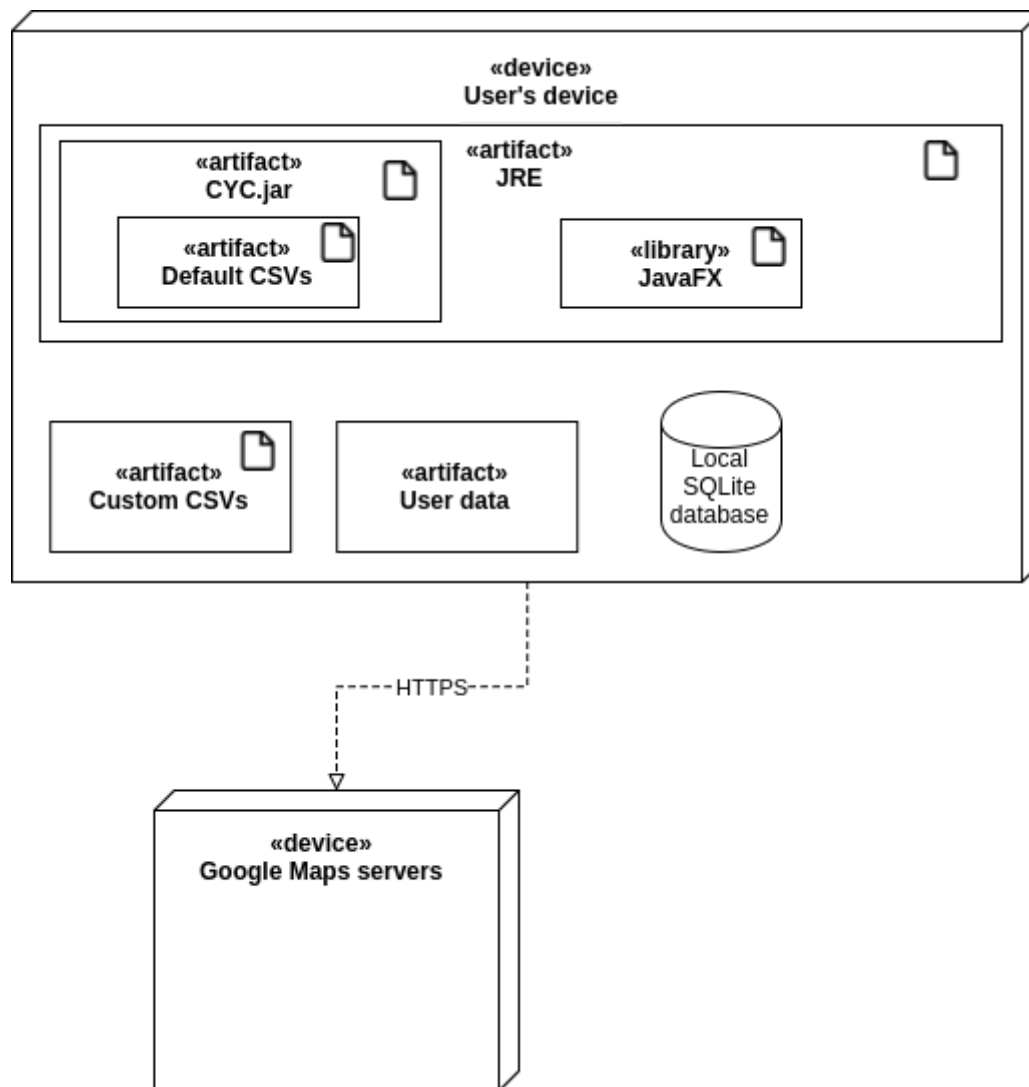 «device»
User's device
«artifact»
CYC.jar
«artifact»
Default CSVs
«artifact»
JRE
«library»
JavaFX
«artifact»
Custom CSVs
«artifact»
User data
Local
SQLite
database
HTTPS
«device»
Google Maps servers